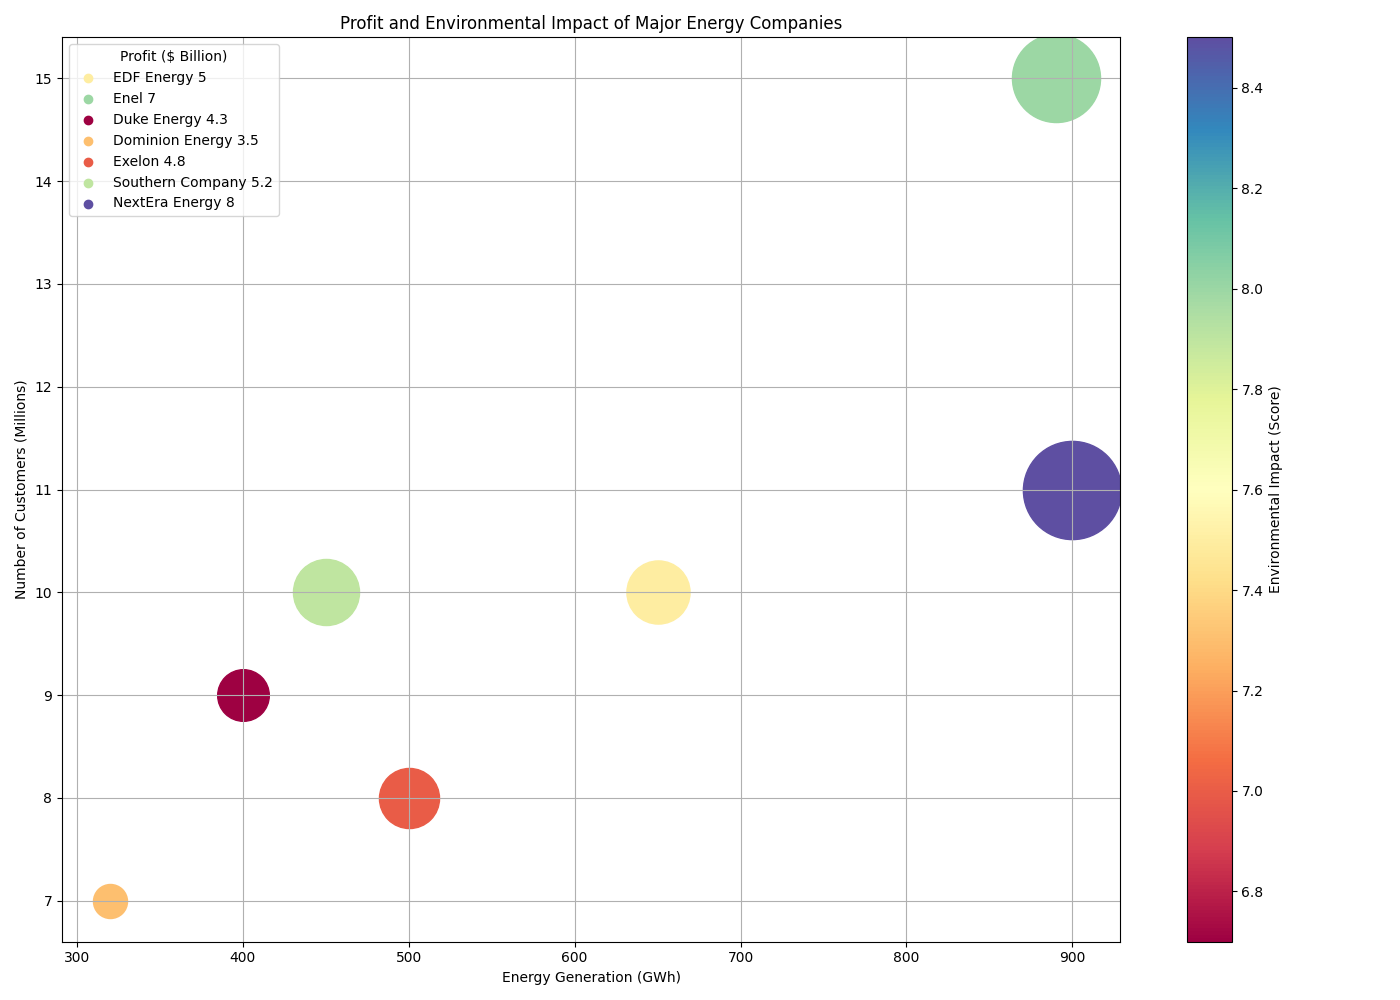 Profit and Environmental Impact of Major Energy Companies
Profit ($ Billion)
EDF Energy 5
Enel 7
Duke Energy 4.3
Dominion Energy 3.5
Exelon 4.8
Southern Company 5.2
NextEra Energy 8
15
14
13
12
11
10
9
8
7
Number of Customers (Millions)
300
400
500
600
700
800
900
Energy Generation (GWh)
8.4
8.2
8.0
7.8
7.6
7.4
7.2
7.0
6.8
Environmental Impact (Score)